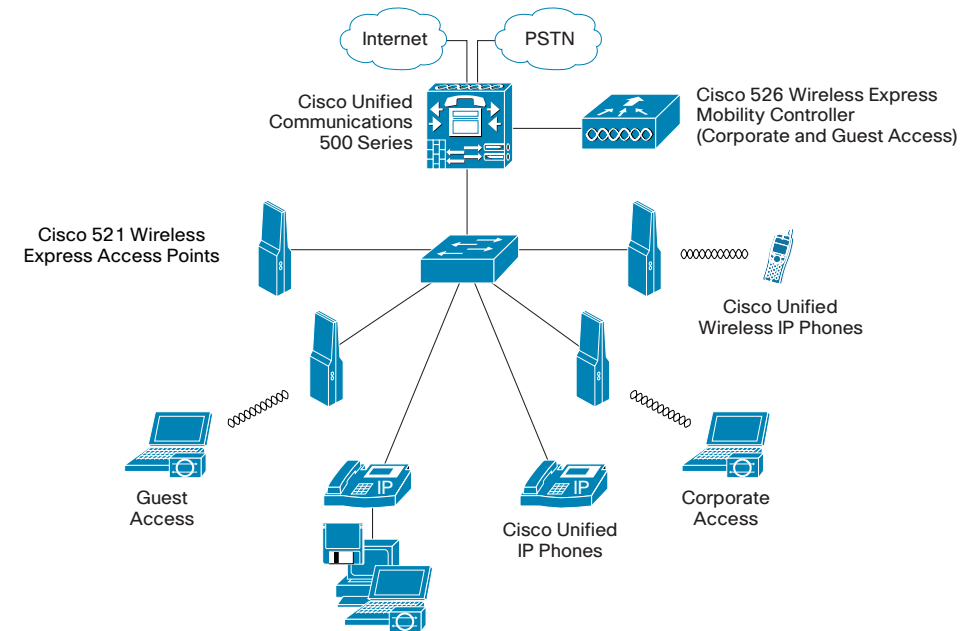 Internet
PSTN
Cisco Unified
Communications
500 Series
Cisco 526 Wireless Express
Mobility Controller
(Corporate and Guest Access)
Cisco 521 Wireless
Express Access Points
Cisco Unified
Wireless IP Phones
Guest
Access
IP
IP
Cisco Unified
IP Phones
Corporate
Access